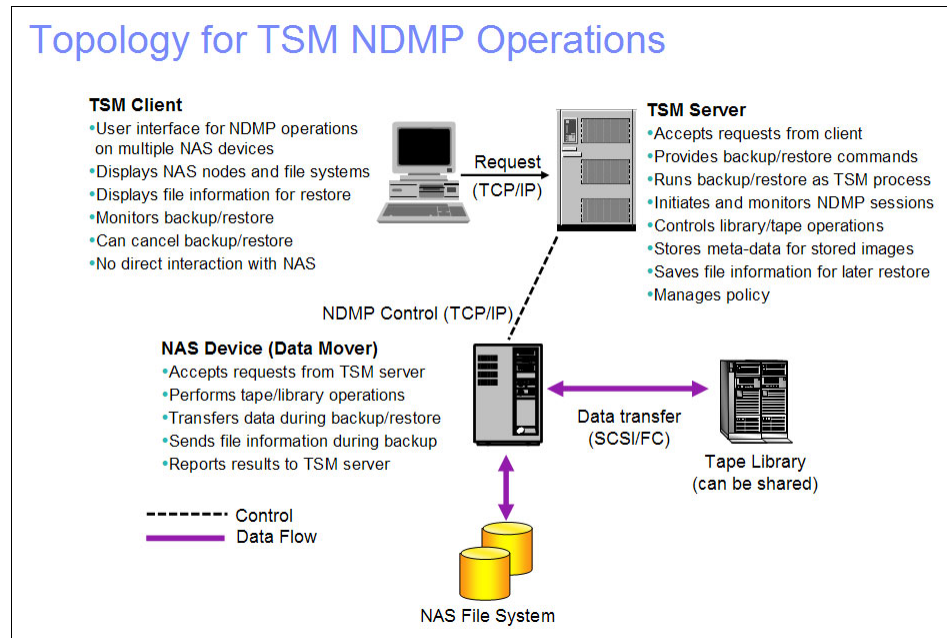 Topology for TSM NDMP Operations
TSM Client
•User interface for NDMP operations
on multiple NAS devices
•Displays NAS nodes and file systems
•Displays file information for restore
•Monitors backup/restore
•Can cancel backup/restore
•No direct interaction with NAS
Request
(TCP/IP)
TSM Server
•Accepts requests from client
•Provides backup/restore commands
•Runs backup/restore as TSM process
•Initiates and monitors NDMP sessions
•Controls library/tape operations
•Stores meta-data for stored images
•Saves file information for later restore
•Manages policy
NDMP Control (TCP/IP)
NAS Device (Data Mover)
•Accepts requests from TSM server
•Performs tape/library operations
•Transfers data during backup/restore
•Sends file information during backup
•Reports results to TSM server
Data transfer
(SCSI/FC)
Tape Library
(can be shared)
Control
Data Flow
NAS File System